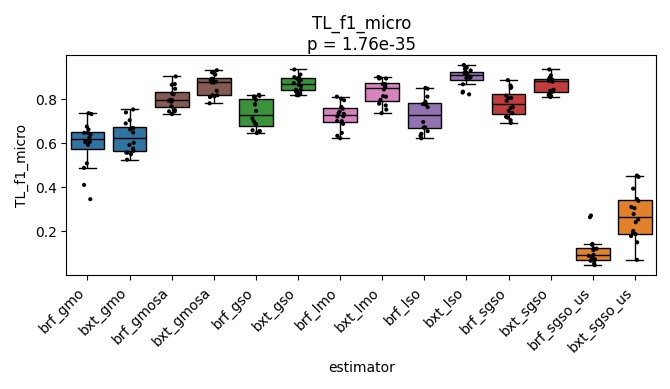 TL_f1_micro
p = 1.76e-35
TL_f1_micro
0.8
0.6
0.4
0.2
brf_gmo
bxt_gmo
brf_gmosa
bxt_gmosa
brf_gso
bxt_gso
brf_lmo
bxt_lmo
brf_lso
bxt_lso
brf_sgso
bxt_sgso
brf_sgso_us
bxt_sgso_us
estimator